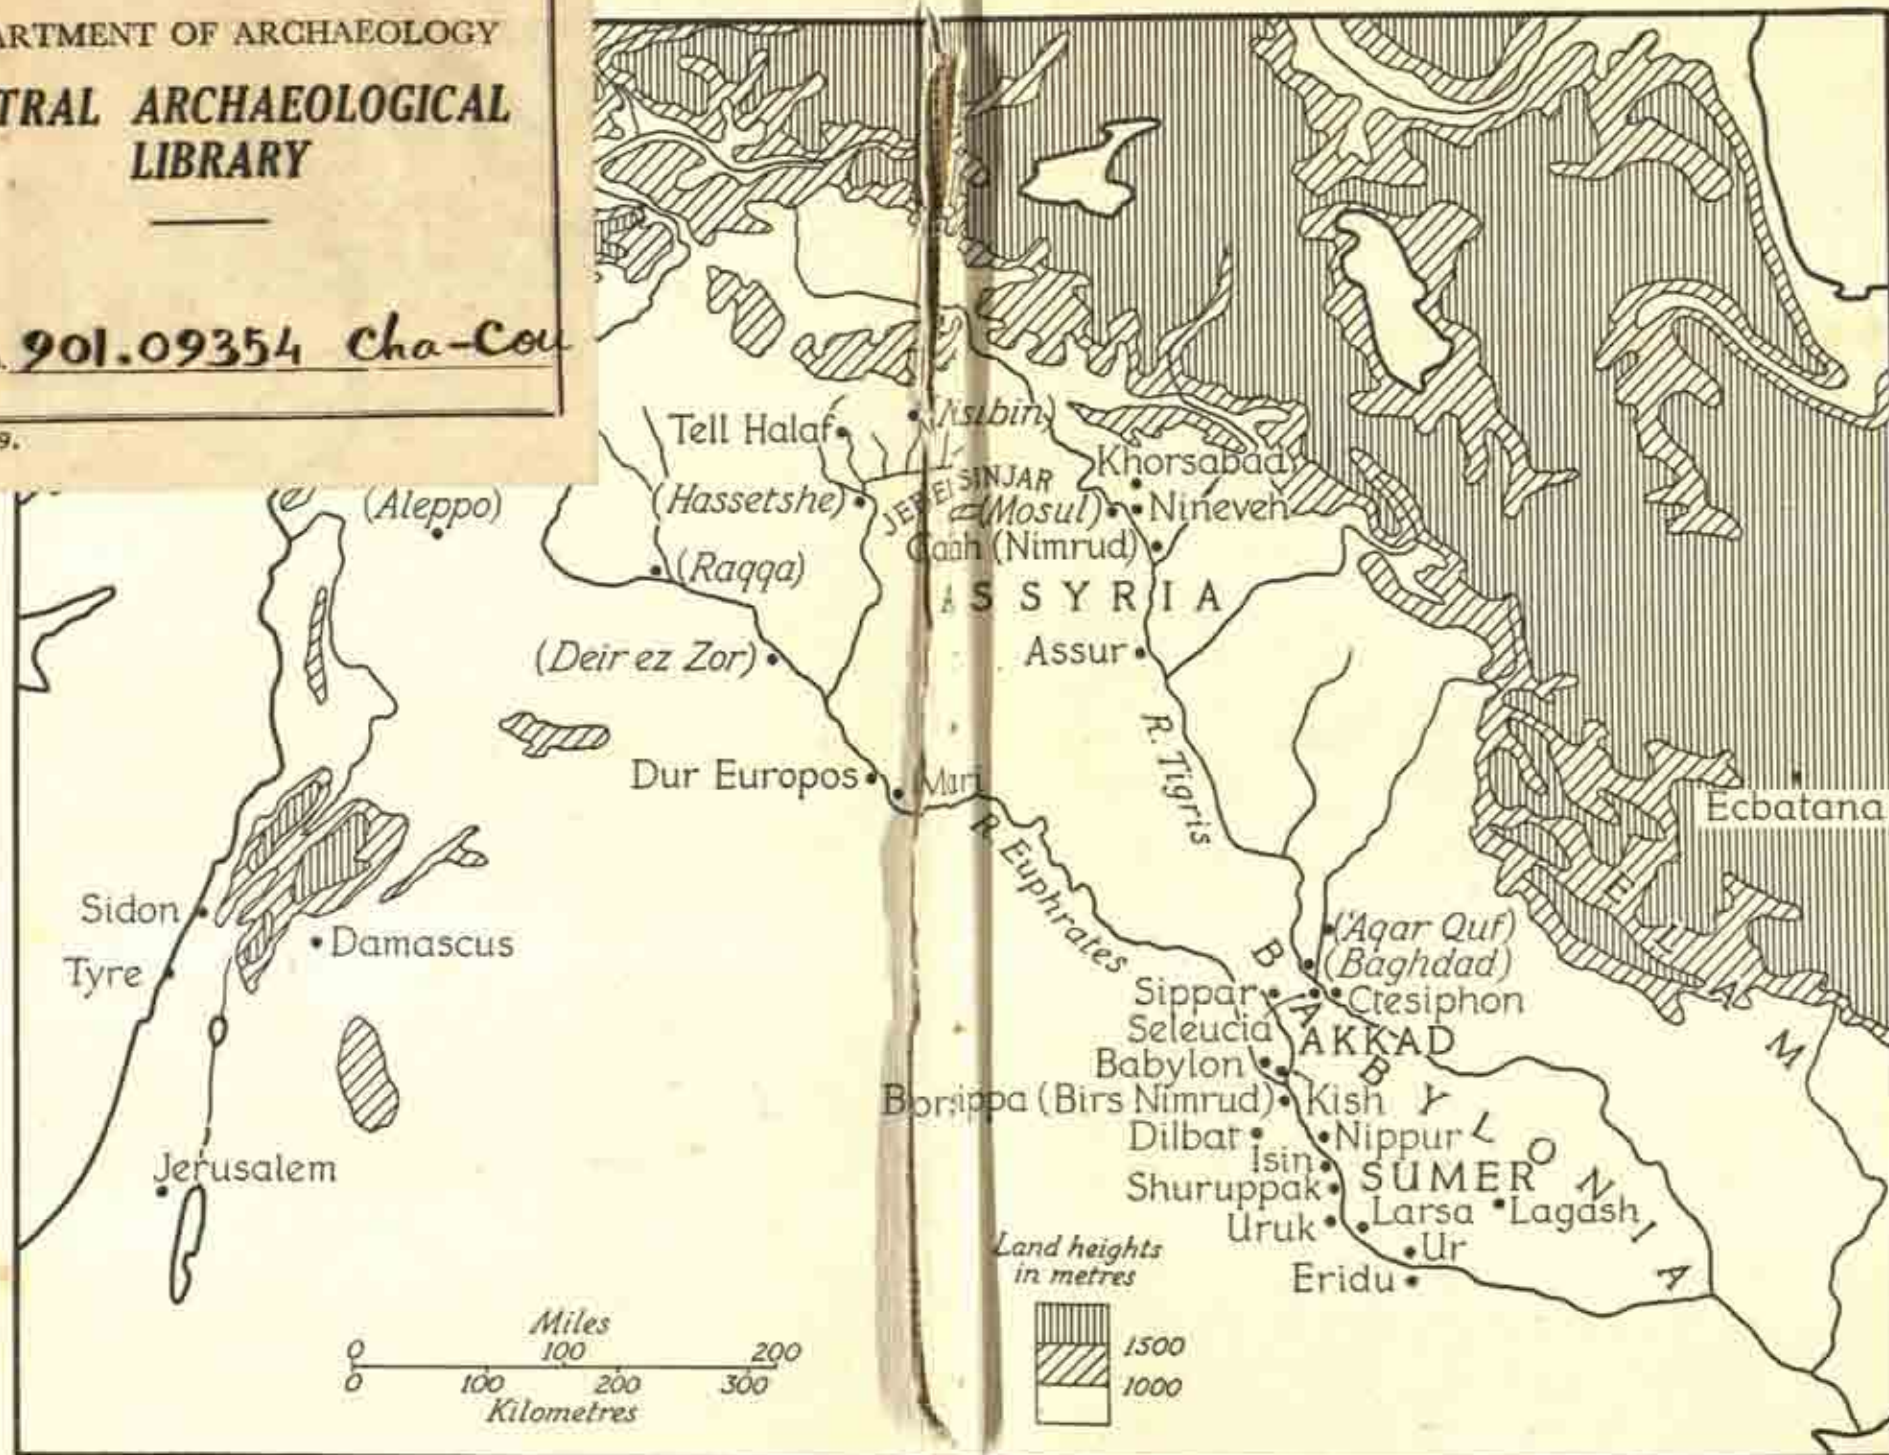 ARTMENT OF ARCHAEOLOGY
TRAL ARCHAEOLOGICAL
LIBRARY
901.09354 Cha-Cou
9.
Tell Halaf
Khorsabad
(Aleppo)
(Hassetshe)
JEBEL SINJAR
(Mosul)
Nineveh
(Nimrud)
(Raqqa)
ASSYRIA
(Deir ez Zor)
Assur
R. Tigris
Dur Europos
Mari
Ecbatana
R. Euphrates
ELAM
Sidon
Damascus
Tyre
('Aqar Quf)
(Baghdad)
BABYLONIA
Sippar
Ctesiphon
Seleucia
AKKAD
Babylon
Borsippa (Birs Nimrud)
Kish
Dilbat
Nippur
Isin
Jerusalem
Shuruppak
SUMER
Uruk
Larsa
Lagash
Ur
Eridu
Land heights
in metres
1500
1000
Miles
0 100 200
0 100 200 300
Kilometres